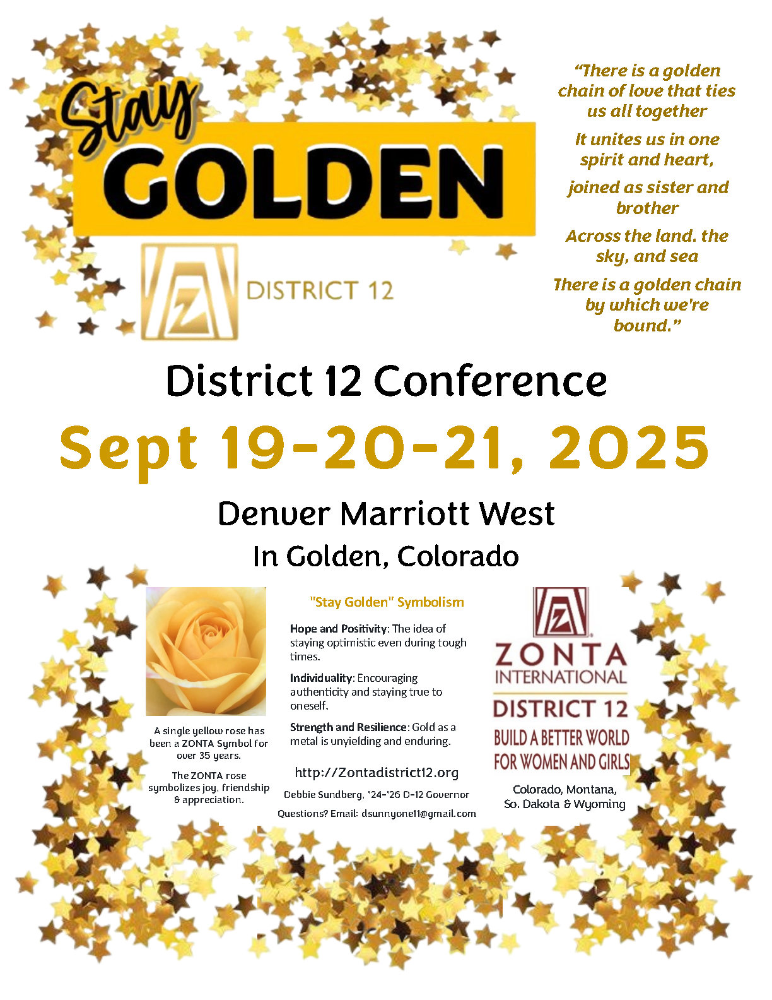 Stay
GOLDEN
DISTRICT 12
“There is a golden
chain of love that ties
us all together
It unites us in one
spirit and heart,
joined as sister and
brother
Across the land. the
sky, and sea
There is a golden chain
by which we're
bound.”
District 12 Conference
Sept 19-20-21, 2025
Denver Marriott West
In Golden, Colorado
A single yellow rose has
been a ZONTA Symbol for
over 35 years.
The ZONTA rose
symbolizes joy, friendship
& appreciation.
"Stay Golden" Symbolism
Hope and Positivity: The idea of
staying optimistic even during tough
times.
Individuality: Encouraging
authenticity and staying true to
oneself.
Strength and Resilience: Gold as a
metal is unyielding and enduring.
http://Zontadistrict12.org
Debbie Sundberg, '24-'26 D-12 Governor
Questions? Email: dsunnyone11@gmail.com
ZONTA
INTERNATIONAL
DISTRICT 12
BUILD A BETTER WORLD
FOR WOMEN AND GIRLS
Colorado, Montana,
So. Dakota & Wyoming